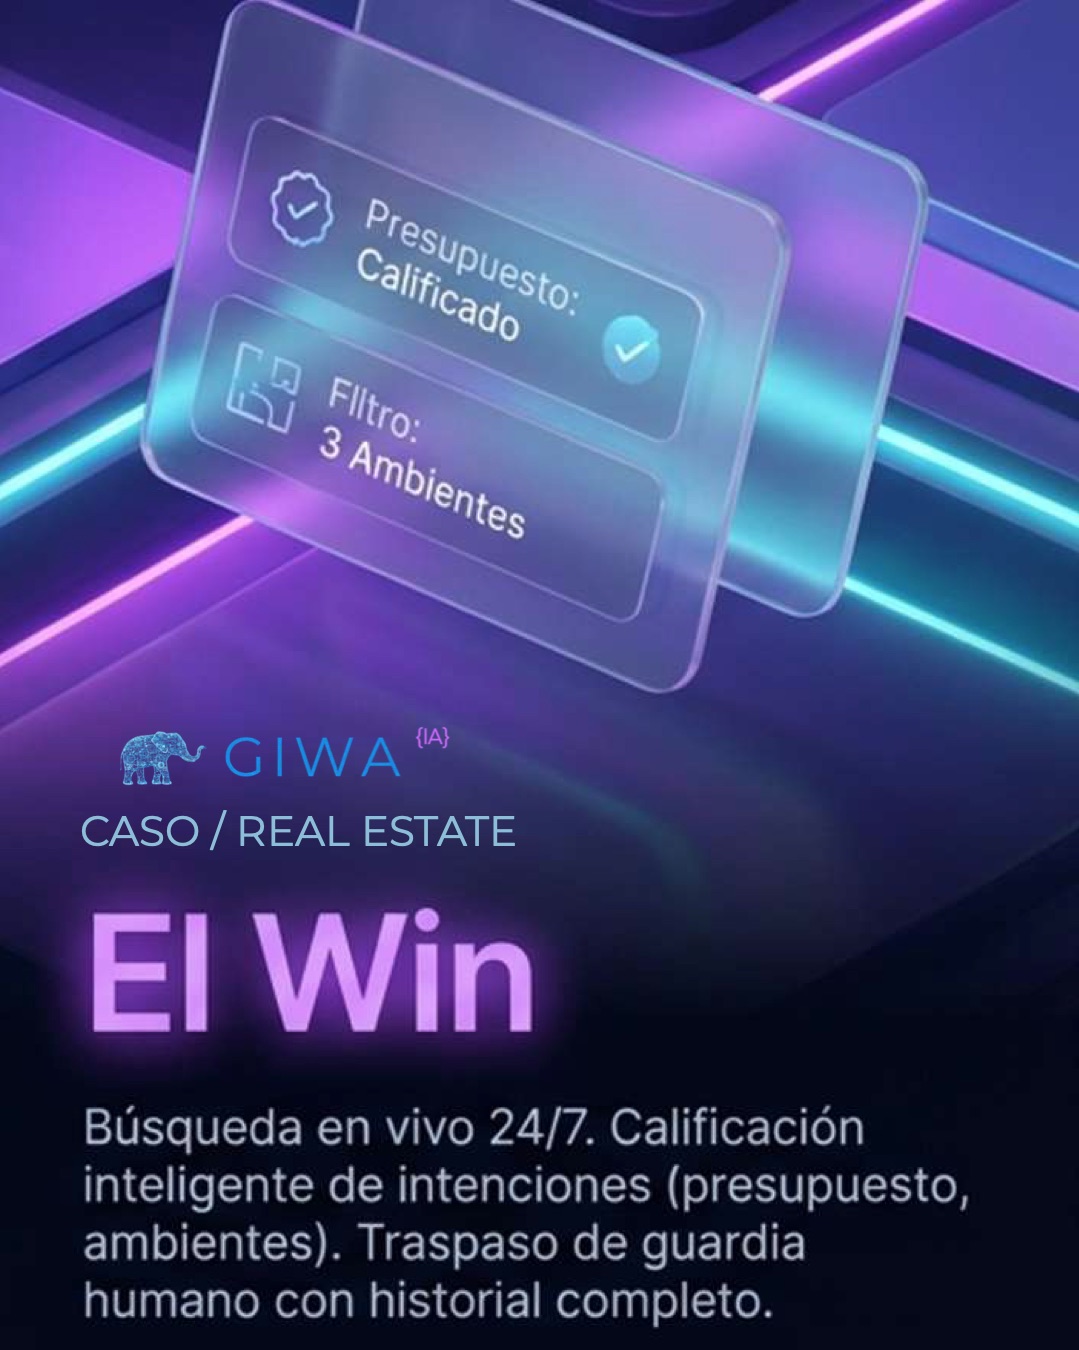 Presupuesto:
Calificado
FIltro:
3 Ambientes
GIWA {IA}
CASO / REAL ESTATE
El Win
Búsqueda en vivo 24/7. Calificación
inteligente de intenciones (presupuesto,
ambientes). Traspaso de guardia
humano con historial completo.